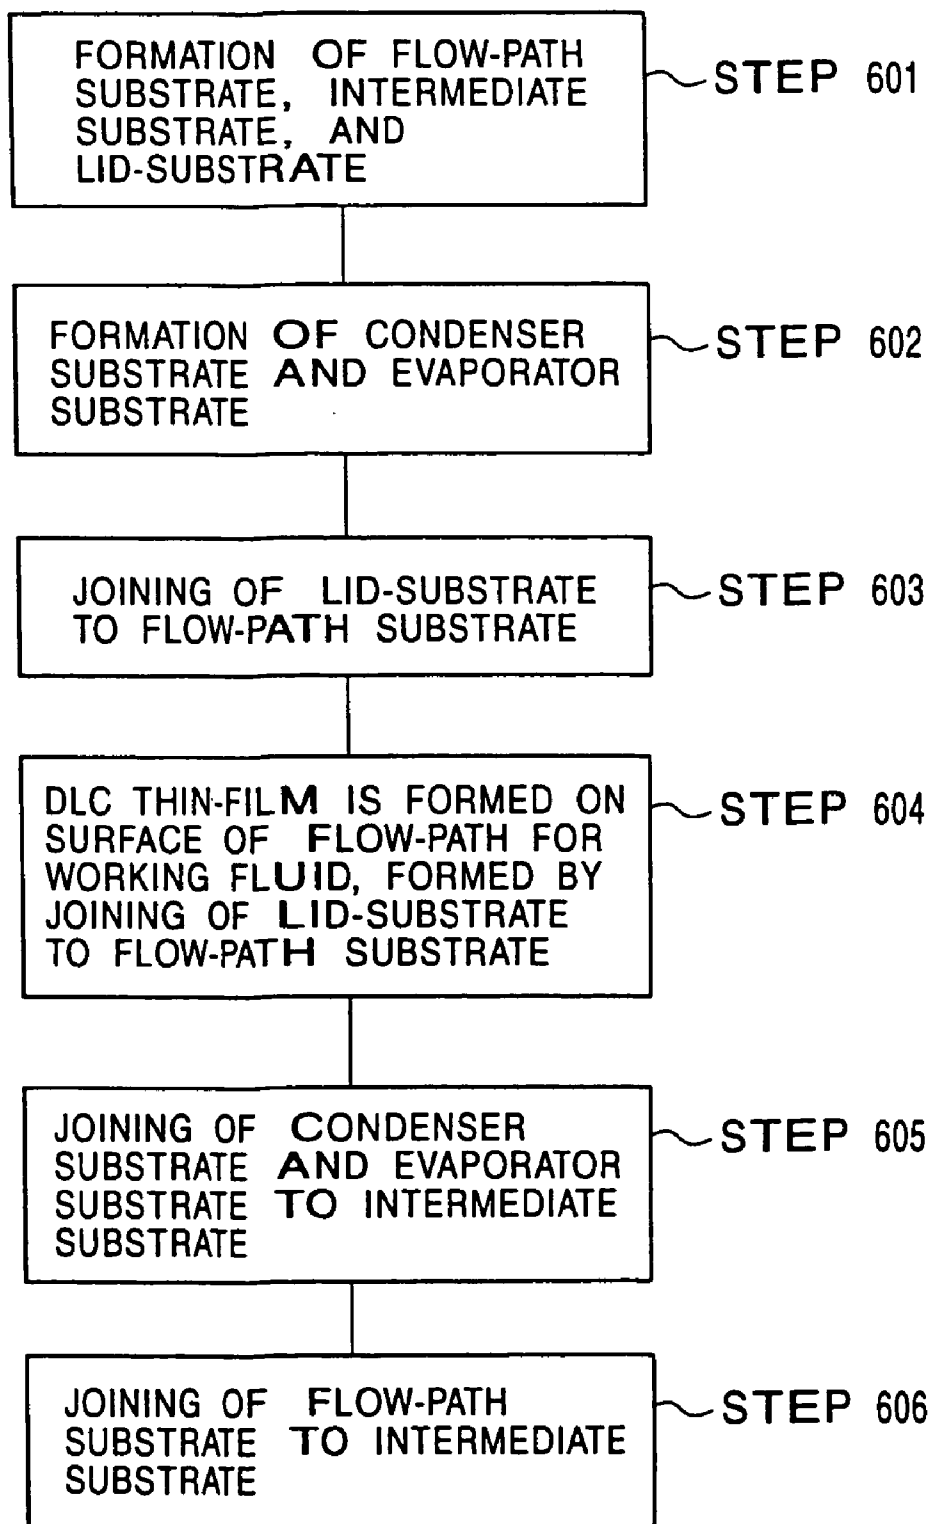 FORMATION OF FLOW-PATH
SUBSTRATE, INTERMEDIATE
SUBSTRATE, AND
LID-SUBSTRATE
STEP 601
FORMATION OF CONDENSER
SUBSTRATE AND EVAPORATOR
SUBSTRATE
STEP 602
JOINING OF LID-SUBSTRATE
TO FLOW-PATH SUBSTRATE
STEP 603
DLC THIN-FILM IS FORMED ON
SURFACE OF FLOW-PATH FOR
WORKING FLUID, FORMED BY
JOINING OF LID-SUBSTRATE
TO FLOW-PATH SUBSTRATE
STEP 604
JOINING OF CONDENSER
SUBSTRATE AND EVAPORATOR
SUBSTRATE TO INTERMEDIATE
SUBSTRATE
STEP 605
JOINING OF FLOW-PATH
SUBSTRATE TO INTERMEDIATE
SUBSTRATE
STEP 606